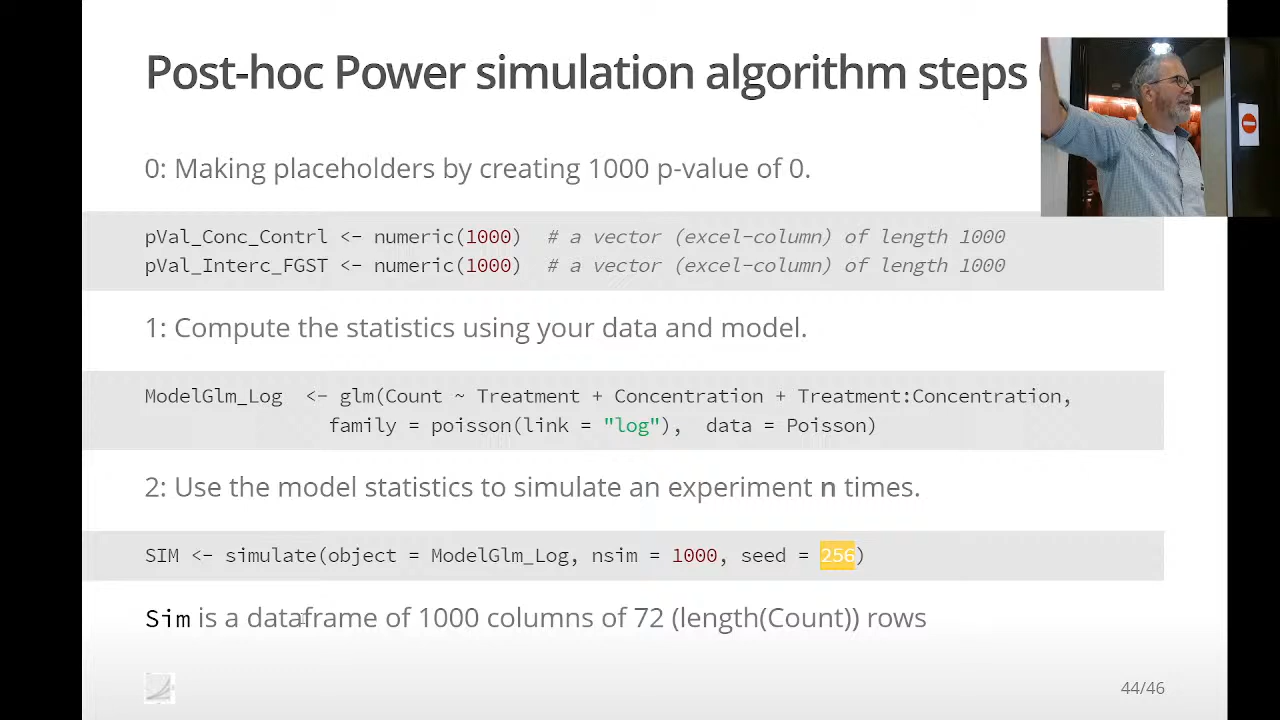 Post-hoc Power simulation algorithm steps
0: Making placeholders by creating 1000 p-value of 0.
pVal_Conc_Contrl <- numeric(1000)  # a vector (excel-column) of length 1000
pVal_Interc_FGST <- numeric(1000)  # a vector (excel-column) of length 1000
1: Compute the statistics using your data and model.
ModelGlm_Log  <- glm(Count ~ Treatment + Concentration + Treatment:Concentration,
family = poisson(link = "log"),  data = Poisson)
2: Use the model statistics to simulate an experiment n times.
SIM <- simulate(object = ModelGlm_Log, nsim = 1000, seed = 256)
Sim is a dataframe of 1000 columns of 72 (length(Count)) rows
44/46